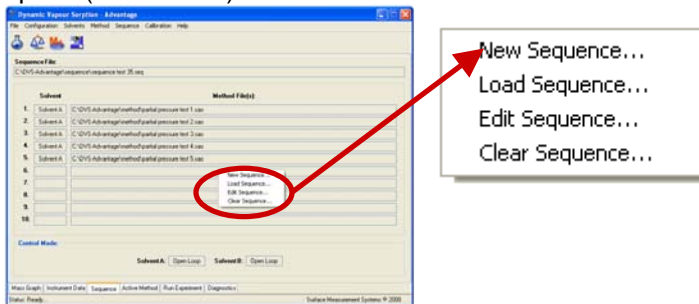 Dynamic Vapour Sorption - Advantage
File Configuration Solvents Method Sequence Calibration Help
Sequence File:
C:\DVS-Advantage\sequence\sequence test 35.seq
Solvent Method File(s):
1. Solvent A C:\DVS-Advantage\method\partial pressure test 1.sao
2. Solvent A C:\DVS-Advantage\method\partial pressure test 2.sao
3. Solvent A C:\DVS-Advantage\method\partial pressure test 3.sao
4. Solvent A C:\DVS-Advantage\method\partial pressure test 4.sao
5. Solvent A C:\DVS-Advantage\method\partial pressure test 5.sao
6.
7.
8.
9.
10.
New Sequence...
Load Sequence...
Edit Sequence...
Clear Sequence...
Control Mode:
Solvent A: Open Loop Solvent B: Open Loop
Mass Graph Instrument Data Sequence Active Method Run Experiment Diagnostics
Status: Ready. Surface Measurement Systems © 2008
New Sequence...
Load Sequence...
Edit Sequence...
Clear Sequence...